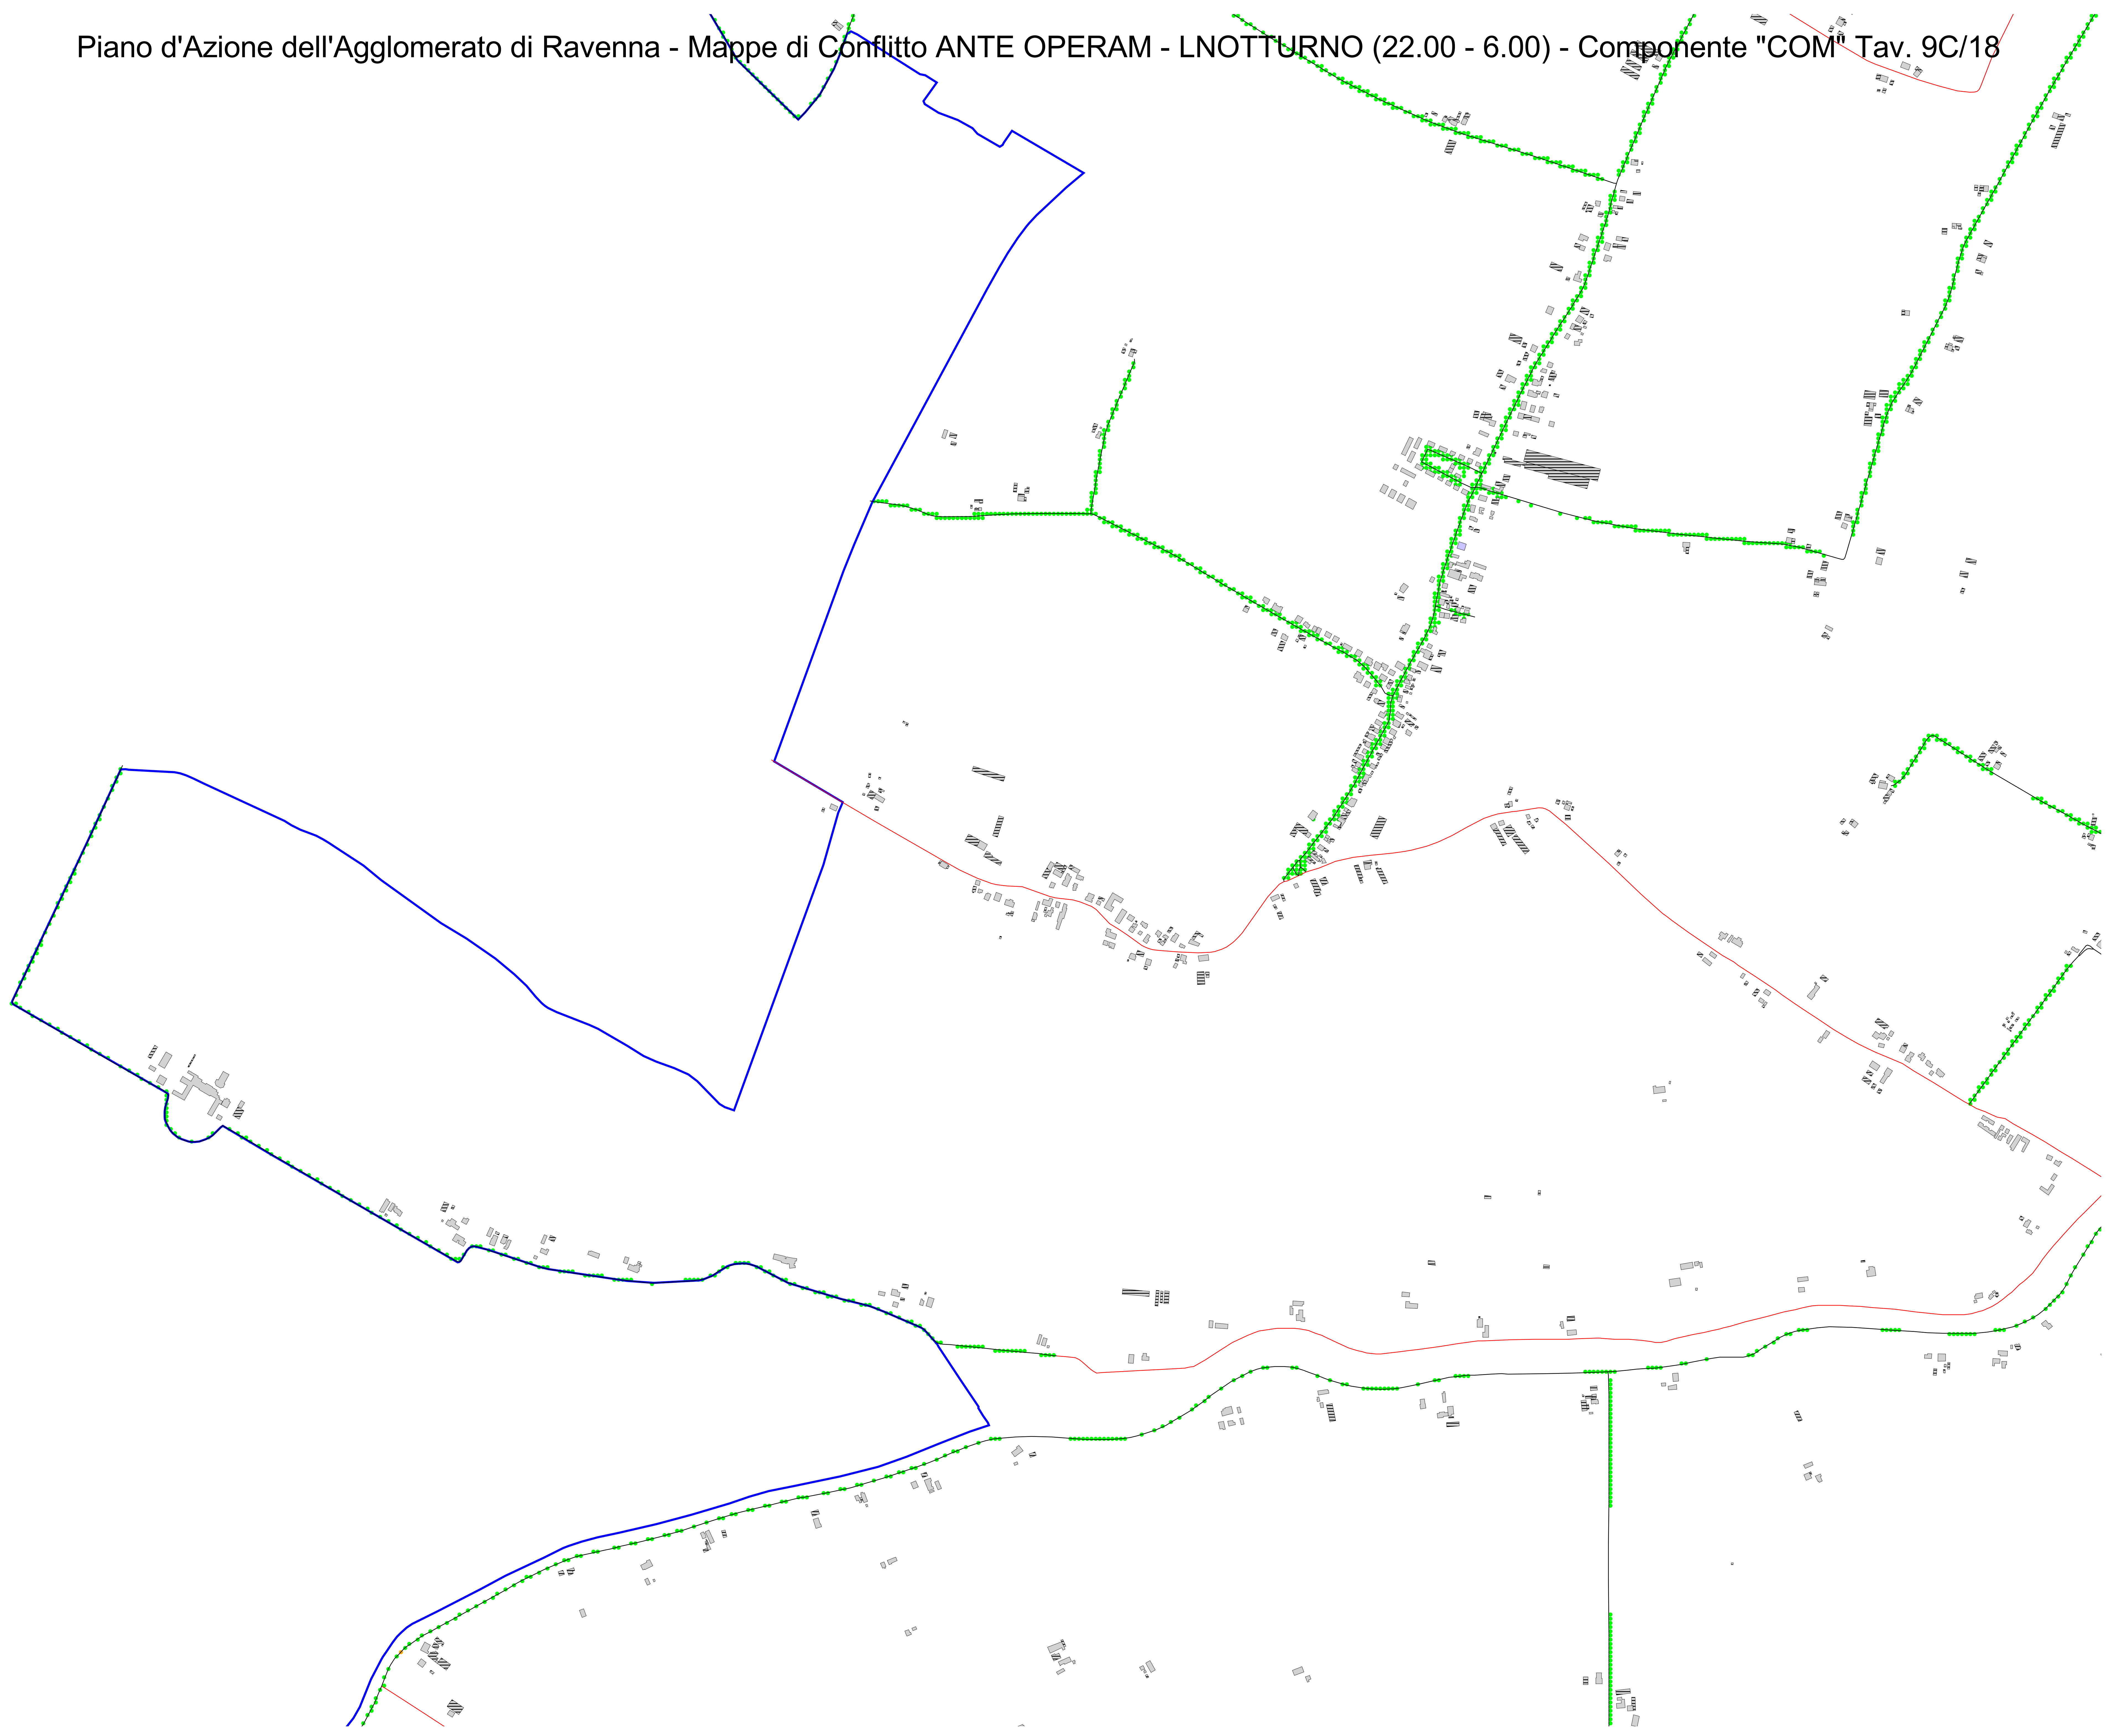 Piano d'Azione dell'Agglomerato di Ravenna - Mappe di Conflitto ANTE OPERAM - LNOTTURNO (22.00 - 6.00) - Componente "COM" Tav. 9C/18